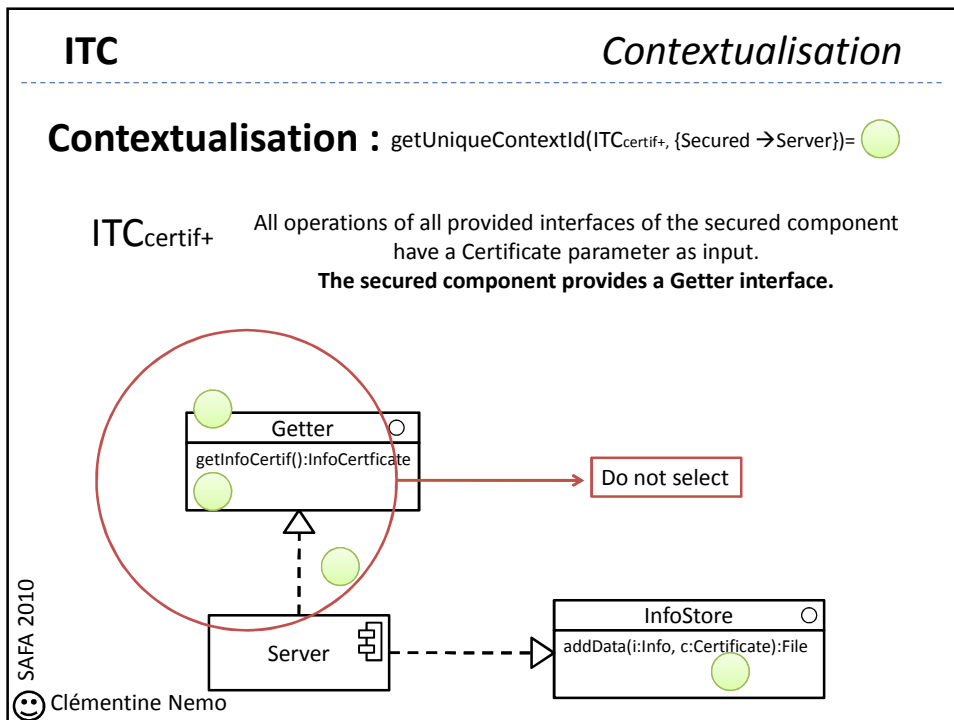 ITC
Contextualisation
Contextualisation : getUniqueContextId(ITCcertif+, {Secured →Server})=
ITCcertif+
All operations of all provided interfaces of the secured component
have a Certificate parameter as input.
The secured component provides a Getter interface.
Getter
getInfoCertif():InfoCertficate
Do not select
Server
InfoStore
addData(i:Info, c:Certificate):File
SAFA 2010
Clémentine Nemo